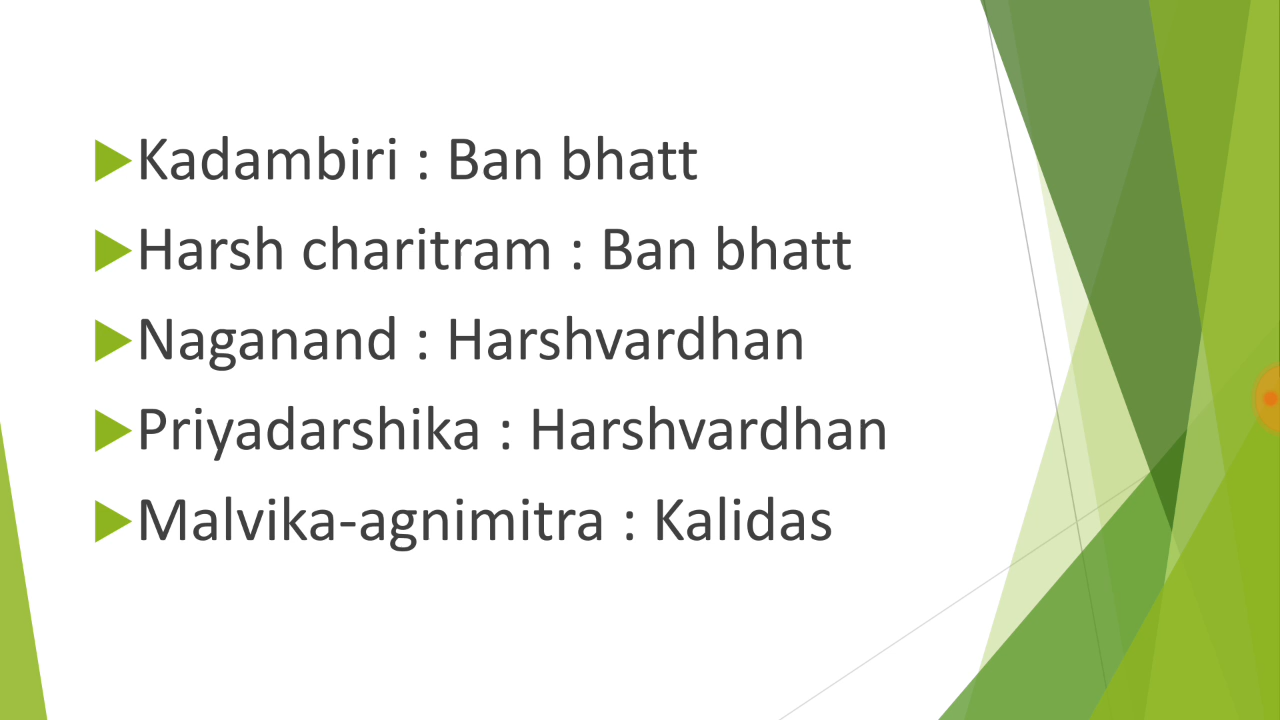 Kadambiri : Ban bhatt
Harsh charitram : Ban bhatt
Naganand : Harshvardhan
Priyadarshika : Harshvardhan
Malvika-agnimitra : Kalidas